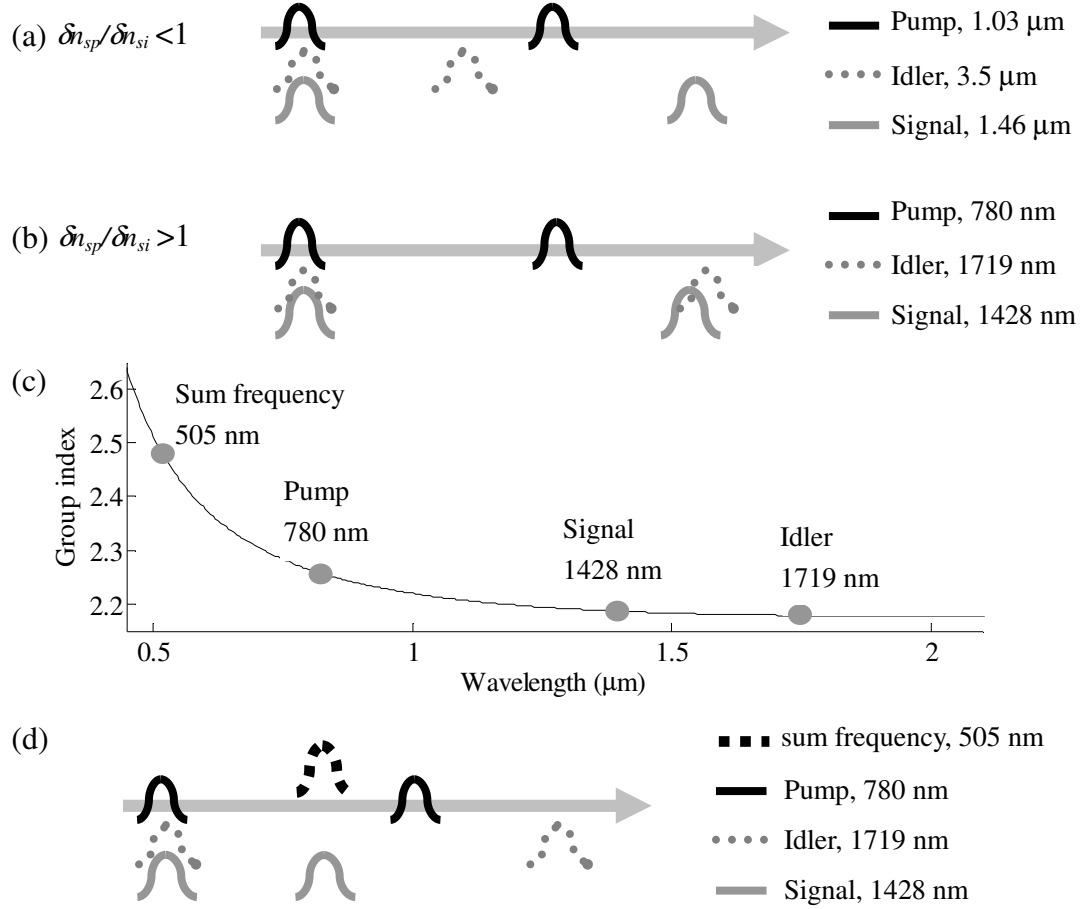 (a) δn_sp/δn_si <1
Pump, 1.03 μm
Idler, 3.5 μm
Signal, 1.46 μm
(b) δn_sp/δn_si >1
Pump, 780 nm
Idler, 1719 nm
Signal, 1428 nm
(c)
Group index
2.6
2.5
2.4
2.3
2.2
Sum frequency
505 nm
Pump
780 nm
Signal
1428 nm
Idler
1719 nm
0.5 1 1.5 2
Wavelength (μm)
(d)
sum frequency, 505 nm
Pump, 780 nm
Idler, 1719 nm
Signal, 1428 nm